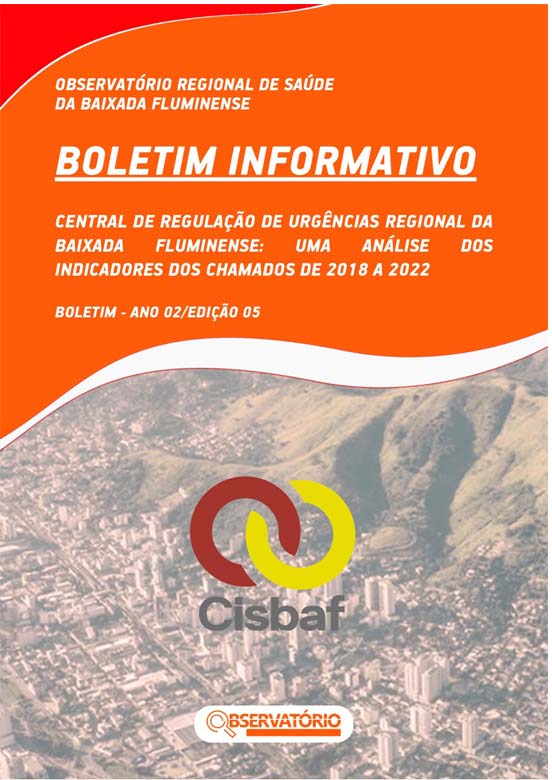 OBSERVATÓRIO REGIONAL DE SAÚDE
DA BAIXADA FLUMINENSE
BOLETIM INFORMATIVO
CENTRAL DE REGULAÇÃO DE URGÊNCIAS REGIONAL DA
BAIXADA FLUMINENSE: UMA ANÁLISE DOS
INDICADORES DOS CHAMADOS DE 2018 A 2022
BOLETIM - ANO 02/EDIÇÃO 05
Cisbaf
OBSERVATÓRIO